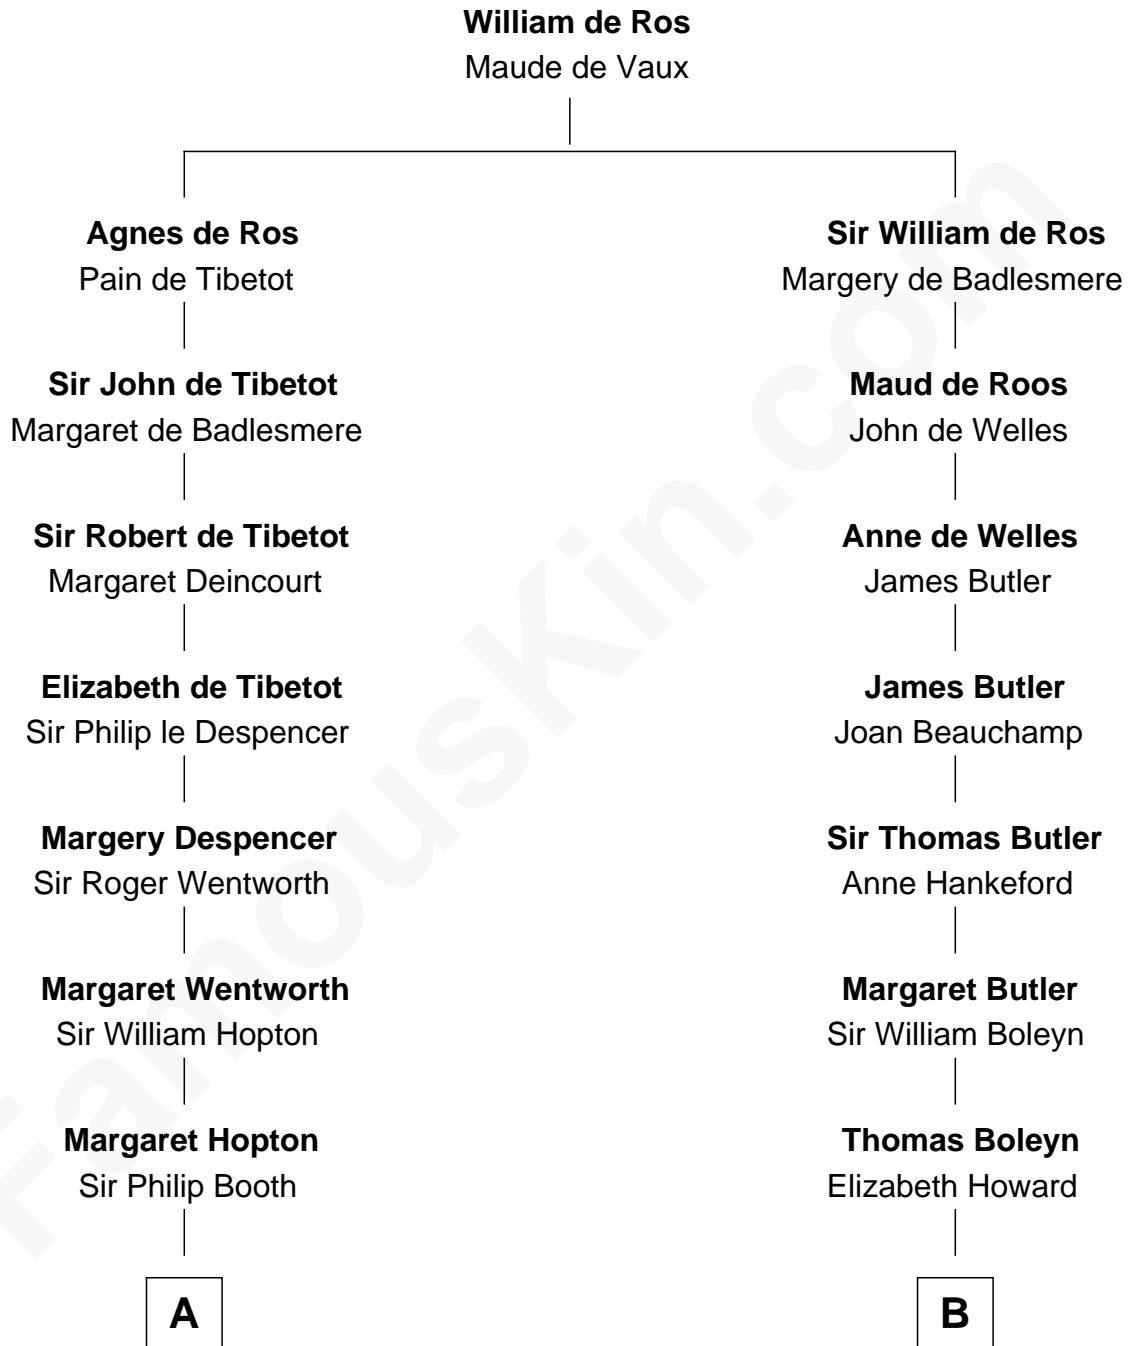 William de Ros
Maude de Vaux
Agnes de Ros
Pain de Tibetot
Sir William de Ros
Margery de Badlesmere
Sir John de Tibetot
Margaret de Badlesmere
Maud de Roos
John de Welles
Sir Robert de Tibetot
Margaret Deincourt
Anne de Welles
James Butler
Elizabeth de Tibetot
Sir Philip le Despencer
James Butler
Joan Beauchamp
Margery Despencer
Sir Roger Wentworth
Sir Thomas Butler
Anne Hankeford
Margaret Wentworth
Sir William Hopton
Margaret Butler
Sir William Boleyn
Margaret Hopton
Sir Philip Booth
Thomas Boleyn
Elizabeth Howard
A
B
FamousKin.com